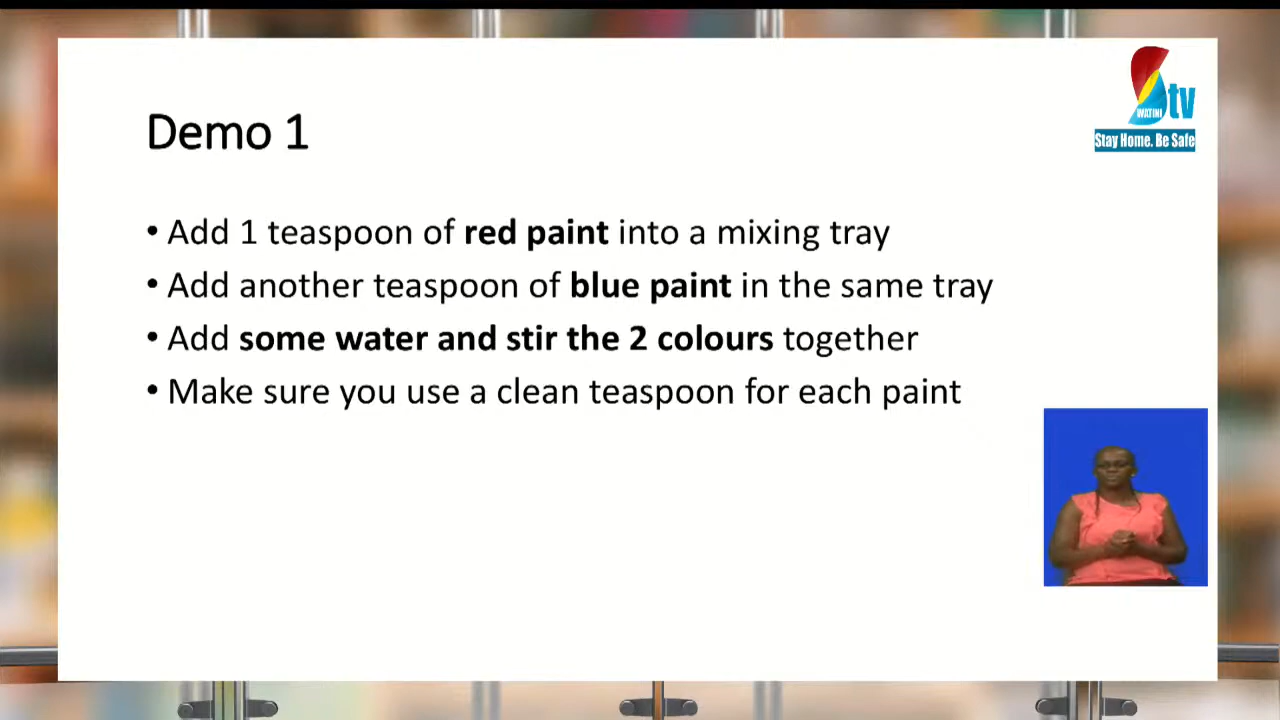 Demo 1
• Add 1 teaspoon of red paint into a mixing tray
• Add another teaspoon of blue paint in the same tray
• Add some water and stir the 2 colours together
• Make sure you use a clean teaspoon for each paint
tv
WATINI
Stay Home. Be Safe